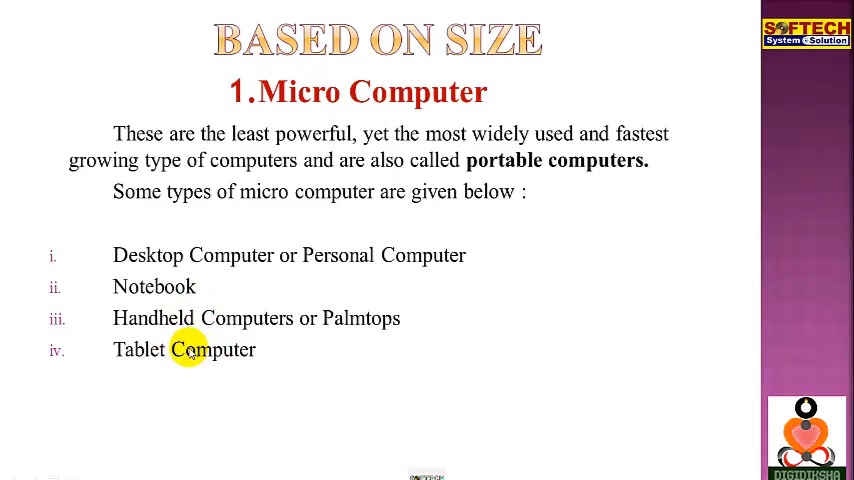 BASED ON SIZE
SOFTECH
System Solution
1.Micro Computer
These are the least powerful, yet the most widely used and fastest
growing type of computers and are also called portable computers.
Some types of micro computer are given below :
i. Desktop Computer or Personal Computer
ii. Notebook
iii. Handheld Computers or Palmtops
iv. Tablet Computer
DIGIDIKSHA
SOFTECH